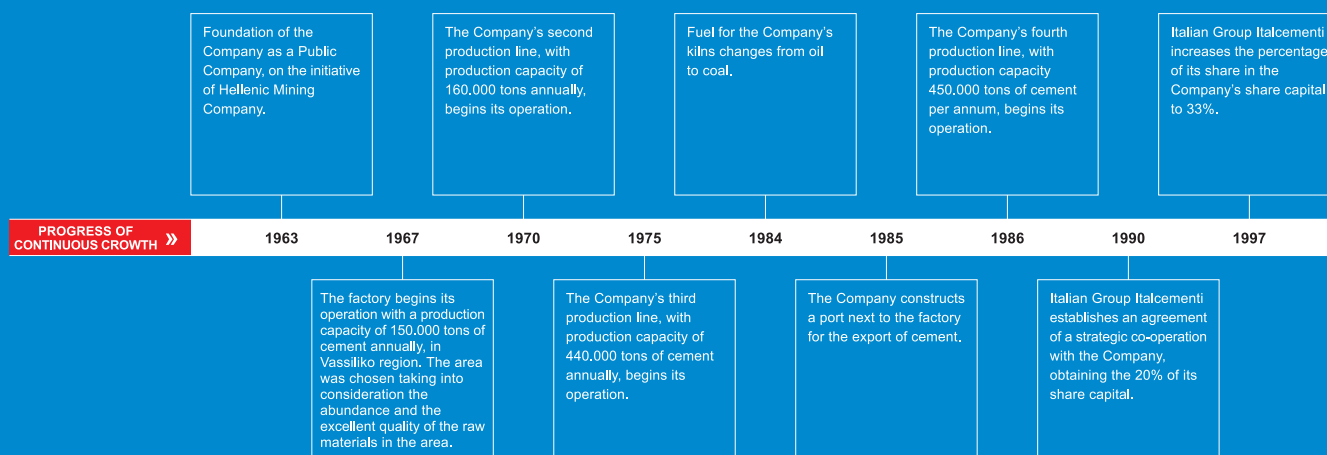 Foundation of the
Company as a Public
Company, on the initiative
of Hellenic Mining
Company.
The Company's second
production line, with
production capacity of
160.000 tons annually,
begins its operation.
Fuel for the Company's
kilns changes from oil
to coal.
The Company's fourth
production line, with
production capacity
450.000 tons of cement
per annum, begins its
operation.
Italian Group Italcementi
increases the percentage
of its share in the
Company's share capital
to 33%.
PROGRESS OF
CONTINUOUS GROWTH »
1963 1967 1970 1975 1984 1985 1986 1990 1997
The factory begins its
operation with a production
capacity of 150.000 tons of
cement annually, in
Vassiliko region. The area
was chosen taking into
consideration the
abundance and the
excellent quality of the raw
materials in the area.
The Company's third
production line, with
production capacity of
440.000 tons of cement
annually, begins its
operation.
The Company constructs
a port next to the factory
for the export of cement.
Italian Group Italcementi
establishes an agreement
of a strategic co-operation
with the Company,
obtaining the 20% of its
share capital.